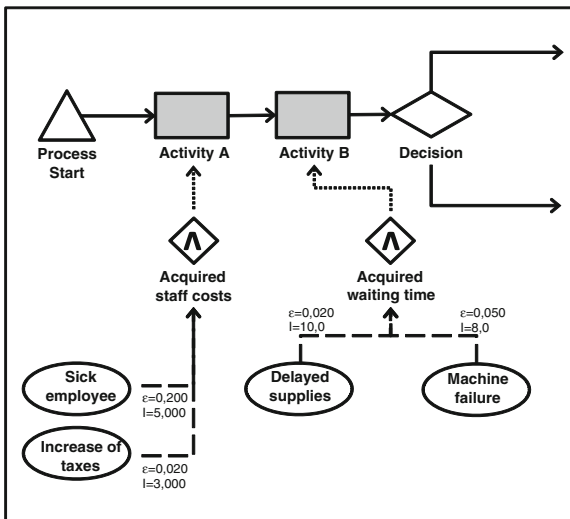 Process
Start
Activity A
Activity B
Decision
Λ
Acquired
staff costs
Λ
Acquired
waiting time
ε=0,020
I=10,0
ε=0,050
I=8,0
Sick
employee
ε=0,200
I=5,000
Delayed
supplies
Machine
failure
Increase of
taxes
ε=0,020
I=3,000